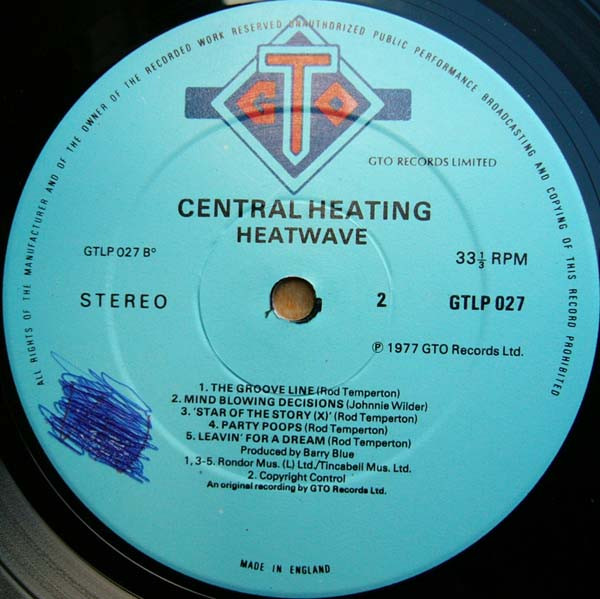 ALL RIGHTS OF THE MANUFACTURER AND OF THE OWNER OF THE RECORDED WORK RESERVED UNAUTHORIZED PUBLIC PERFORMANCE BROADCASTING AND COPYING OF THIS RECORD PROHIBITED
GTO
GTO RECORDS LIMITED
CENTRAL HEATING
HEATWAVE
GTLP 027 Bº
33⅓ RPM
STEREO
2
GTLP 027
℗ 1977 GTO Records Ltd.
1. THE GROOVE LINE (Rod Temperton)
2. MIND BLOWING DECISIONS (Johnnie Wilder)
3. 'STAR OF THE STORY (X)' (Rod Temperton)
4. PARTY POOPS (Rod Temperton)
5. LEAVIN' FOR A DREAM (Rod Temperton)
Produced by Barry Blue
1, 3-5. Rondor Mus. (L) Ltd./Tincabell Mus. Ltd.
2. Copyright Control
An original recording by GTO Records Ltd.
MADE IN ENGLAND